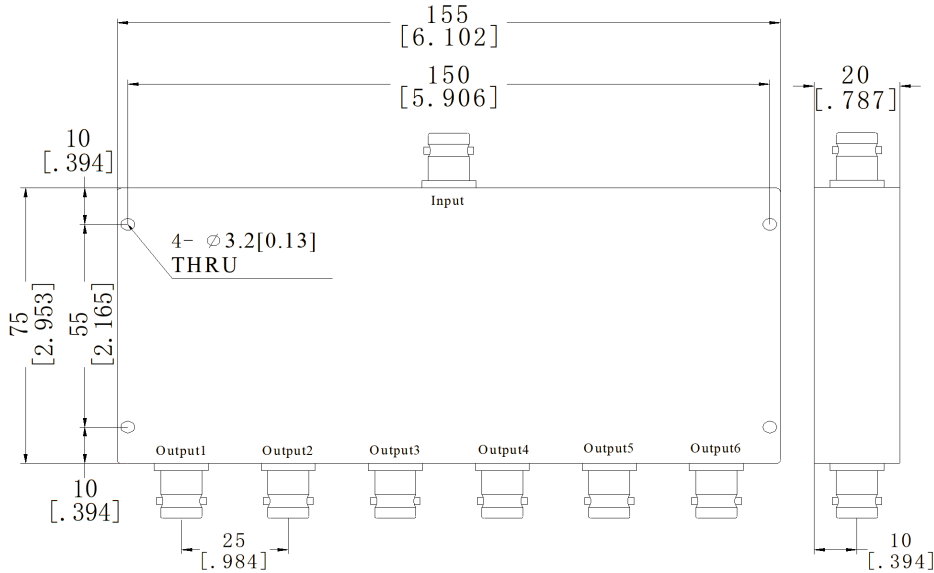 155
[6.102]
150
[5.906]
20
[.787]
10
[.394]
Input
4- ∅3.2[0.13]
THRU
75
[2.953]
55
[2.165]
Output1
Output2
Output3
Output4
Output5
Output6
10
[.394]
25
[.984]
10
[.394]